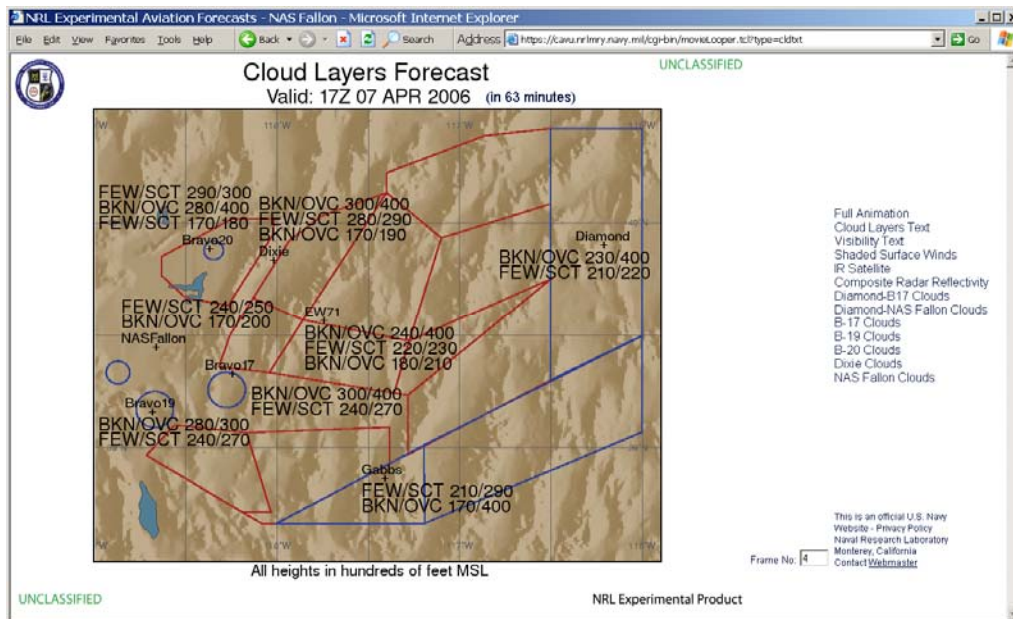 NRL Experimental Aviation Forecasts - NAS Fallon - Microsoft Internet Explorer
File Edit View Favorites Tools Help Back Search Address https://cavu.nrlmry.navy.mil/cgi-bin/movieLooper.tcl?type=cldtxt Go
UNCLASSIFIED
Cloud Layers Forecast
Valid: 17Z 07 APR 2006 (in 63 minutes)
118°W 117°W
FEW/SCT 290/300
BKN/OVC 280/400
FEW/SCT 170/180
Bravo20
BKN/OVC 300/400
FEW/SCT 280/290
BKN/OVC 170/190
Dixie
Diamond
BKN/OVC 230/400
FEW/SCT 210/220
FEW/SCT 240/250
BKN/OVC 170/200
NASFallon
EW71
BKN/OVC 240/400
FEW/SCT 220/230
BKN/OVC 180/210
Bravo17
BKN/OVC 300/400
FEW/SCT 240/270
Bravo19
BKN/OVC 280/300
FEW/SCT 240/270
Gabbs
FEW/SCT 210/290
BKN/OVC 170/400
All heights in hundreds of feet MSL
Full Animation
Cloud Layers Text
Visibility Text
Shaded Surface Winds
IR Satellite
Composite Radar Reflectivity
Diamond-B17 Clouds
Diamond-NAS Fallon Clouds
B-17 Clouds
B-19 Clouds
B-20 Clouds
Dixie Clouds
NAS Fallon Clouds
This is an official U.S. Navy
Website - Privacy Policy
Naval Research Laboratory
Monterey, California
Contact Webmaster
Frame No: 4
UNCLASSIFIED
NRL Experimental Product